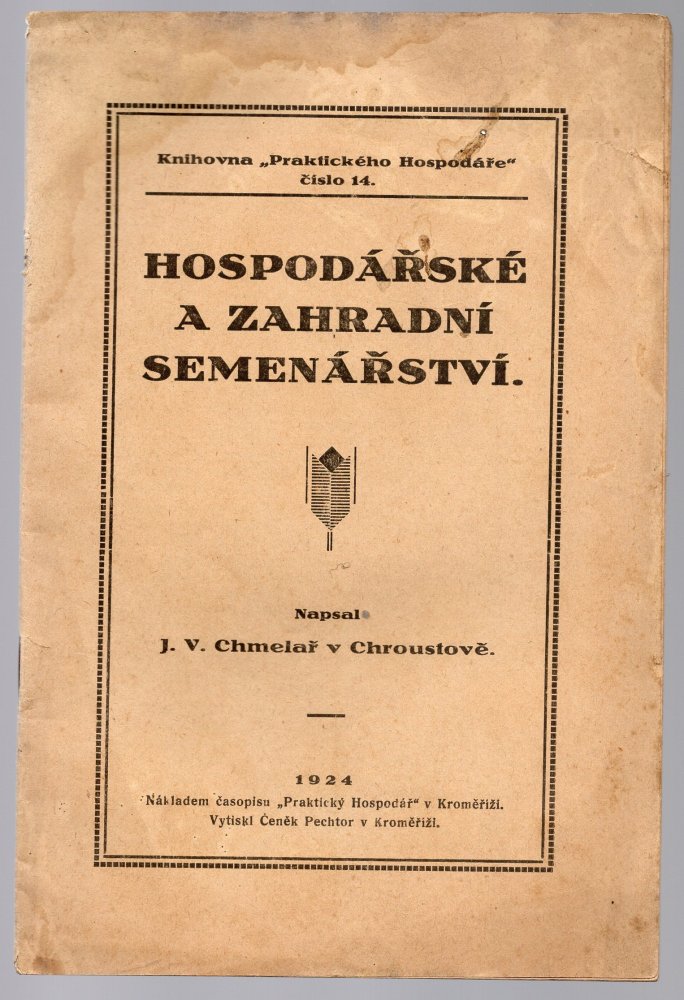 Knihovna „Praktického Hospodáře“
číslo 14.
HOSPODÁŘSKÉ
A ZAHRADNÍ
SEMENÁŘSTVÍ.
Napsal
J. V. Chmelař v Chroustově.
1924
Nákladem časopisu „Praktický Hospodář“ v Kroměříži.
Vytiskl Čeněk Pechtor v Kroměříži.